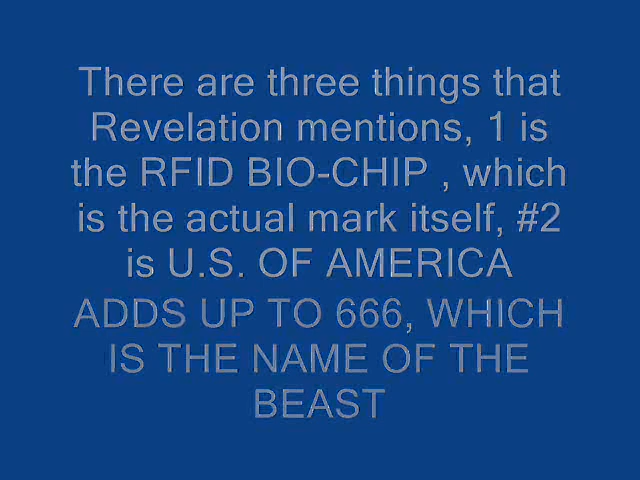 There are three things that
Revelation mentions, 1 is
the RFID BIO-CHIP , which
is the actual mark itself, #2
is U.S. OF AMERICA
ADDS UP TO 666, WHICH
IS THE NAME OF THE
BEAST